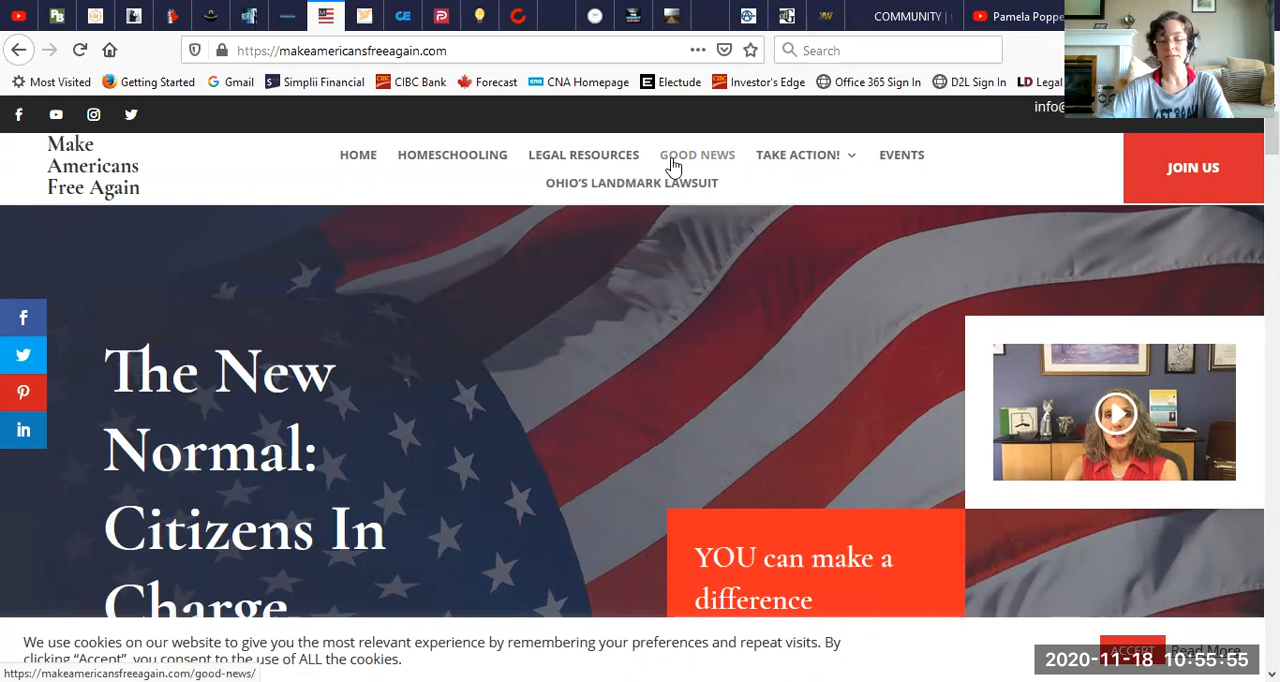 COMMUNITY
Pamela Poppe
https://makeamericansfreeagain.com
Search
Most Visited
Getting Started
Gmail
Simplii Financial
CIBC Bank
Forecast
CNA Homepage
Electude
Investor's Edge
Office 365 Sign In
D2L Sign In
LD Legal
info@
Make
Americans
Free Again
HOME HOMESCHOOLING LEGAL RESOURCES GOOD NEWS TAKE ACTION! EVENTS
OHIO'S LANDMARK LAWSUIT
JOIN US
The New
Normal:
Citizens In
Charge
YOU can make a
difference
We use cookies on our website to give you the most relevant experience by remembering your preferences and repeat visits. By
clicking “Accept”, you consent to the use of ALL the cookies.
ACCEPT
Read More
https://makeamericansfreeagain.com/good-news/
2020-11-18 10:55:55